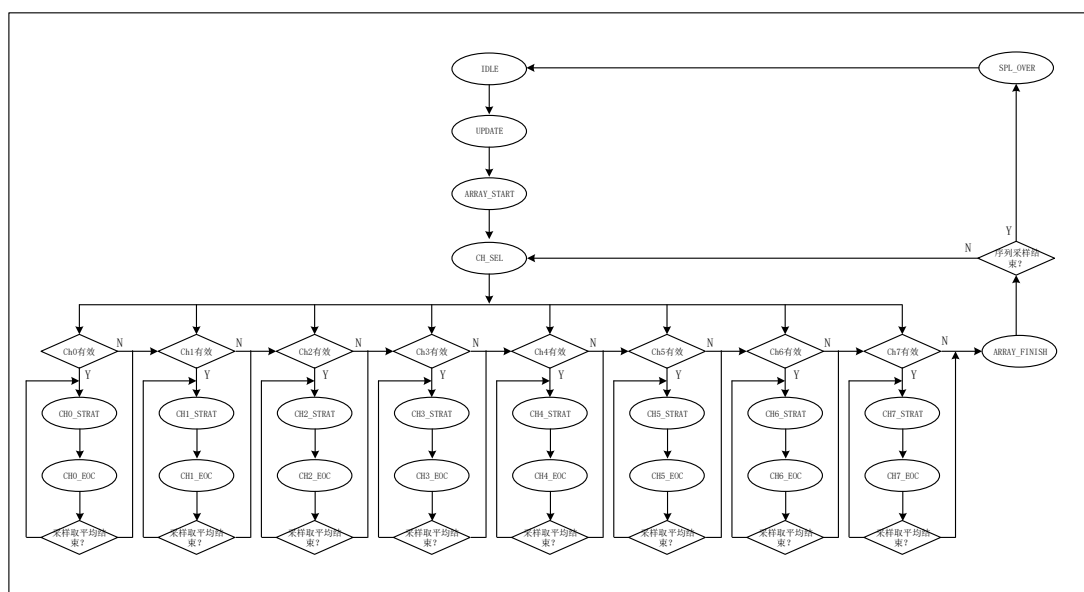 IDLE
SPL_OVER
UPDATE
ARRAY_START
Y
CH_SEL
N
序列采样结
束?
Ch0有效
N
Ch1有效
N
Ch2有效
N
Ch3有效
N
Ch4有效
N
Ch5有效
N
Ch6有效
N
Ch7有效
N
ARRAY_FINISH
Y
Y
Y
Y
Y
Y
Y
Y
CH0_STRAT
CH1_STRAT
CH2_STRAT
CH3_STRAT
CH4_STRAT
CH5_STRAT
CH6_STRAT
CH7_STRAT
CH0_EOC
CH1_EOC
CH2_EOC
CH3_EOC
CH4_EOC
CH5_EOC
CH6_EOC
CH7_EOC
采样取平均结
束?
采样取平均结
束?
采样取平均结
束?
采样取平均结
束?
采样取平均结
束?
采样取平均结
束?
采样取平均结
束?
采样取平均结
束?